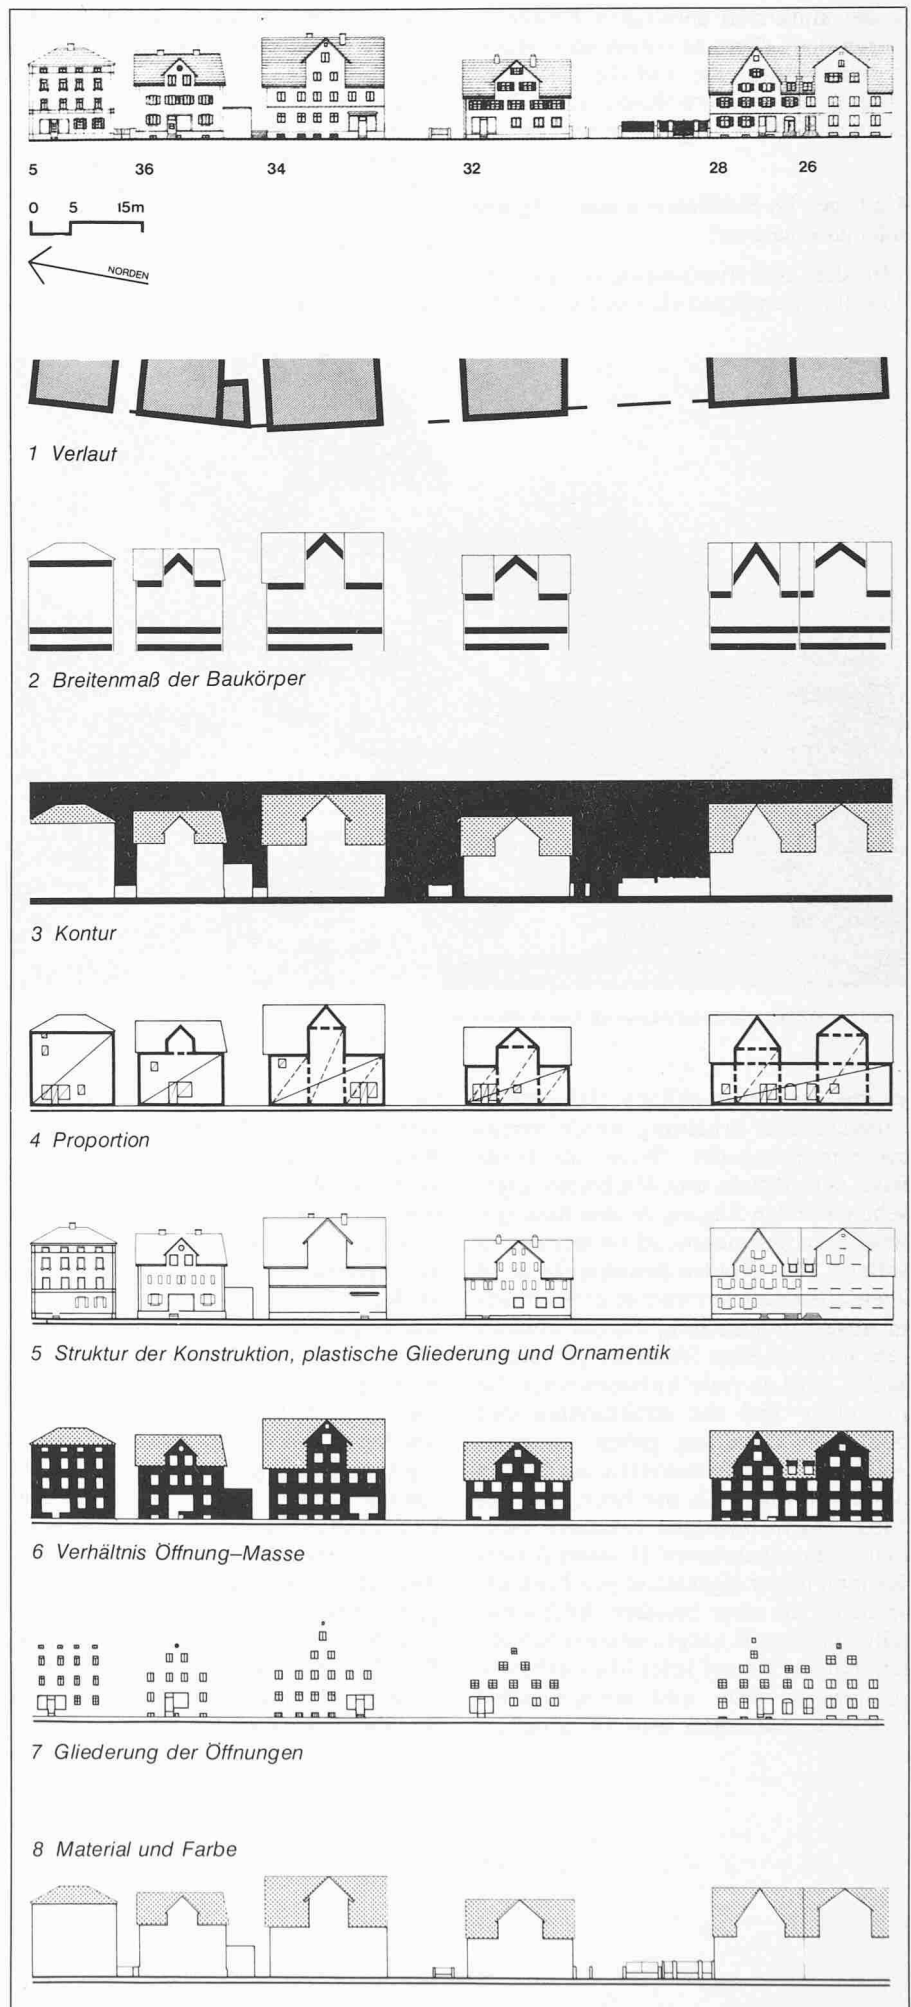 5 36 34 32 28 26
0 5 15m
NORDEN
1 Verlauf
2 Breitenmaß der Baukörper
3 Kontur
4 Proportion
5 Struktur der Konstruktion, plastische Gliederung und Ornamentik
6 Verhältnis Öffnung–Masse
7 Gliederung der Öffnungen
8 Material und Farbe